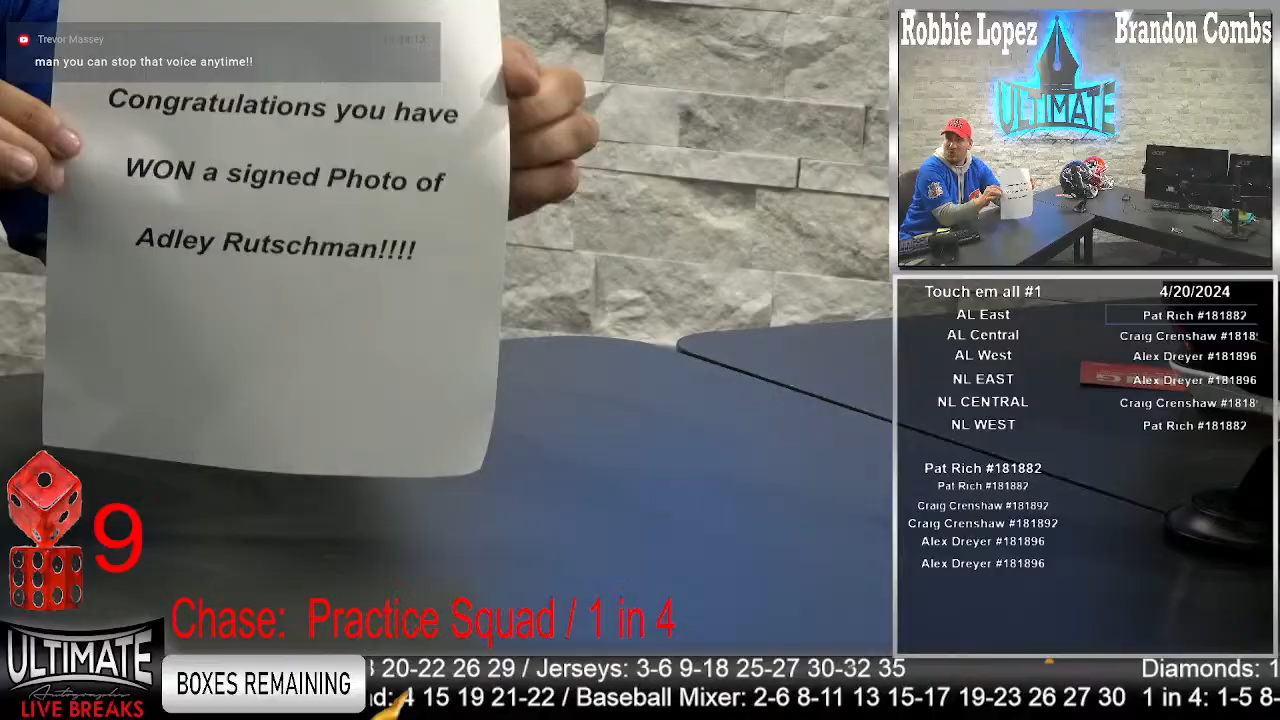 Trevor Massey
man you can stop that voice anytime!!
Congratulations you have
WON a signed Photo of
Adley Rutschman!!!!
Robbie Lopez
Brandon Combs
ULTIMATE
Touch em all #1 4/20/2024
AL East Pat Rich #181882
AL Central Craig Crenshaw #1818
AL West Alex Dreyer #181896
NL EAST Alex Dreyer #181896
NL CENTRAL Craig Crenshaw #1818
NL WEST Pat Rich #181882
Pat Rich #181882
Pat Rich #181882
Craig Crenshaw #181892
Craig Crenshaw #181892
Alex Dreyer #181896
Alex Dreyer #181896
9
Chase: Practice Squad / 1 in 4
ULTIMATE
Autographs
LIVE BREAKS
BOXES REMAINING
20-22 26 29 / Jerseys: 3-6 9-18 25-27 30-32 35 Diamonds: 1
d: 4 15 19 21-22 / Baseball Mixer: 2-6 8-11 13 15-17 19-23 26 27 30 1 in 4: 1-5 8-